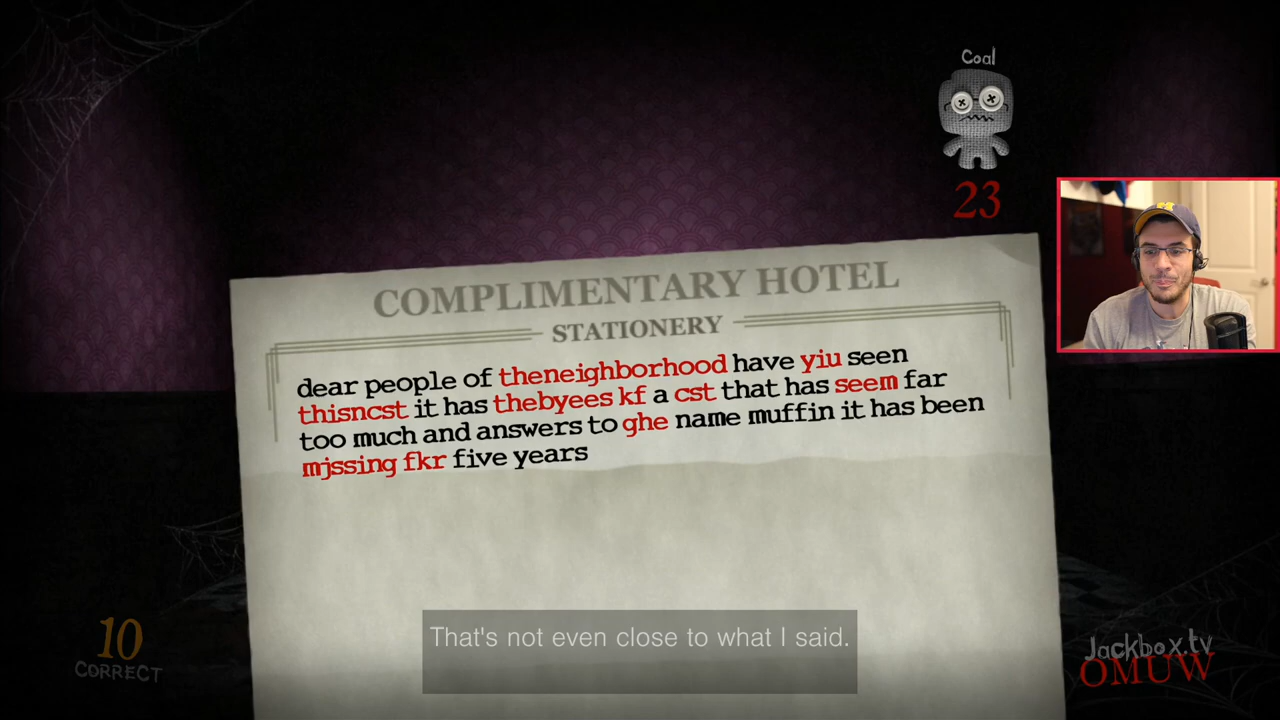 Coal
23
COMPLIMENTARY HOTEL
STATIONERY
dear people of theneighborhood have yiu seen
thisncst it has thebyees kf a cst that has seem far
too much and answers to ghe name muffin it has been
mjssing fkr five years
10
CORRECT
That's not even close to what I said.
Jackbox.tv
OMUW